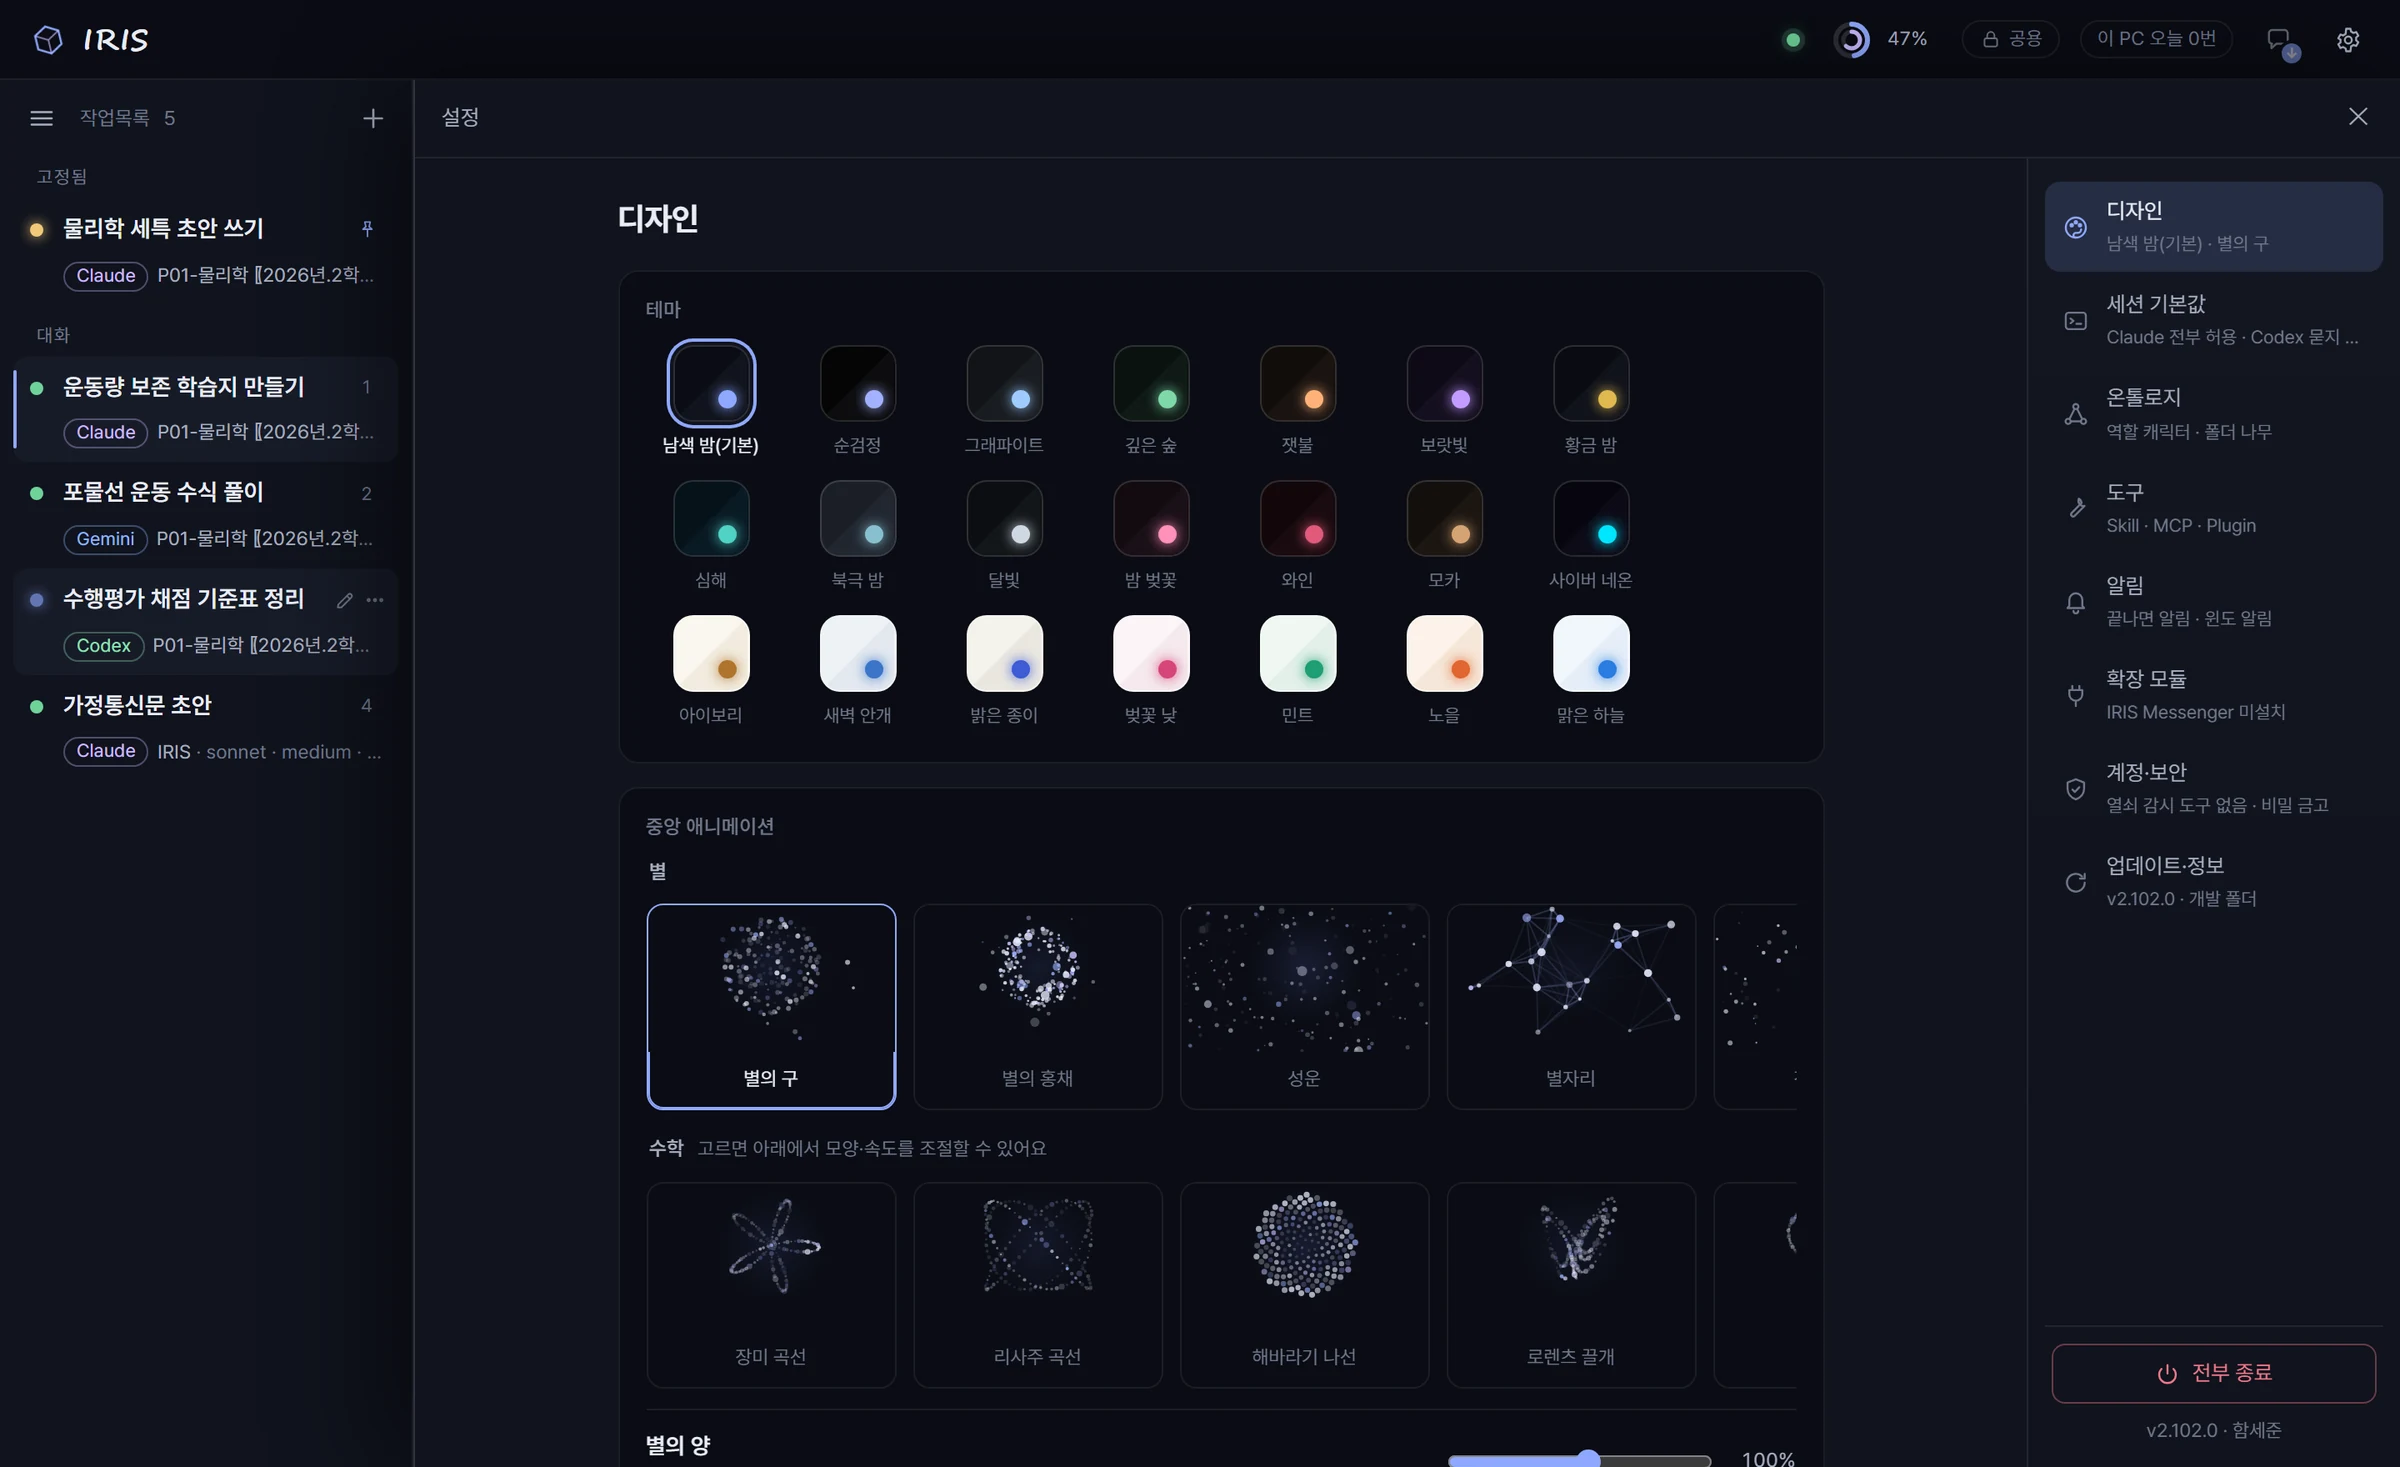 IRIS
47%
공용
이 PC 오늘 0번
작업목록 5
고정됨
물리학 세특 초안 쓰기
Claude P01-물리학 〖2026년.2학...
대화
운동량 보존 학습지 만들기 1
Claude P01-물리학 〖2026년.2학...
포물선 운동 수식 풀이 2
Gemini P01-물리학 〖2026년.2학...
수행평가 채점 기준표 정리
Codex P01-물리학 〖2026년.2학...
가정통신문 초안 4
Claude IRIS · sonnet · medium · ...
설정
디자인
테마
남색 밤(기본) 순검정 그래파이트 깊은 숲 잿불 보랏빛 황금 밤
심해 북극 밤 달빛 밤 벚꽃 와인 모카 사이버 네온
아이보리 새벽 안개 밝은 종이 벚꽃 낮 민트 노을 맑은 하늘
중앙 애니메이션
별
별의 구 별의 홍채 성운 별자리
수학 고르면 아래에서 모양·속도를 조절할 수 있어요
장미 곡선 리사주 곡선 해바라기 나선 로렌츠 끌개
별의 양 100%
디자인
남색 밤(기본) · 별의 구
세션 기본값
Claude 전부 허용 · Codex 묻지 ...
온톨로지
역할 캐릭터 · 폴더 나무
도구
Skill · MCP · Plugin
알림
끝나면 알림 · 윈도 알림
확장 모듈
IRIS Messenger 미설치
계정·보안
열쇠 감시 도구 없음 · 비밀 금고
업데이트·정보
v2.102.0 · 개발 폴더
전부 종료
v2.102.0 · 함세준